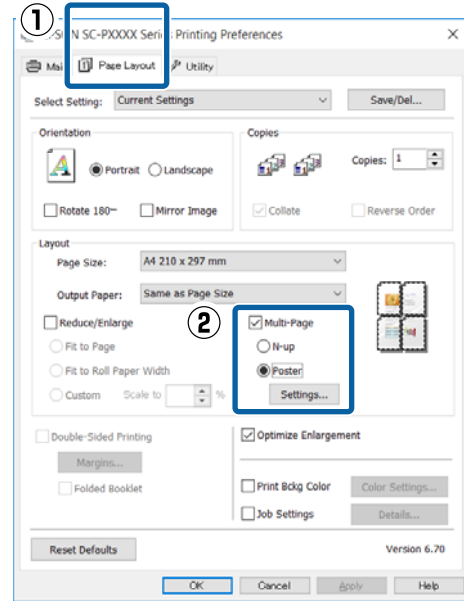 1
SC-PXXXX Series Printing Preferences
Page Layout Utility
Select Setting: Current Settings Save/Del...
Orientation Copies
Portrait Landscape Copies: 1
Rotate 180° Mirror Image Collate Reverse Order
Layout
Page Size: A4 210 x 297 mm
Output Paper: Same as Page Size
Reduce/Enlarge 2 Multi-Page
Fit to Page N-up
Fit to Roll Paper Width Poster
Custom Scale to % Settings...
Double-Sided Printing Optimize Enlargement
Margins...
Folded Booklet Print Bckg Color Color Settings...
Job Settings Details...
Reset Defaults Version 6.70
OK Cancel Apply Help